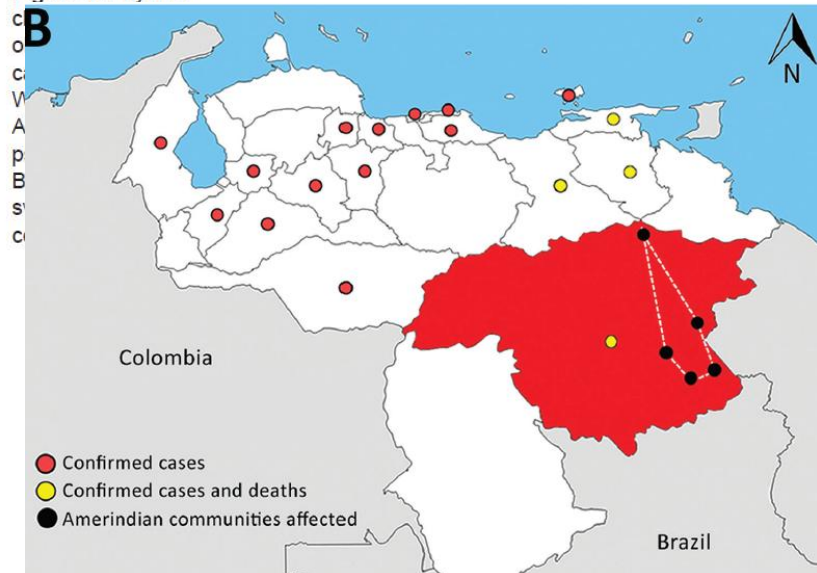 B
N
Colombia
Confirmed cases
Confirmed cases and deaths
Amerindian communities affected
Brazil